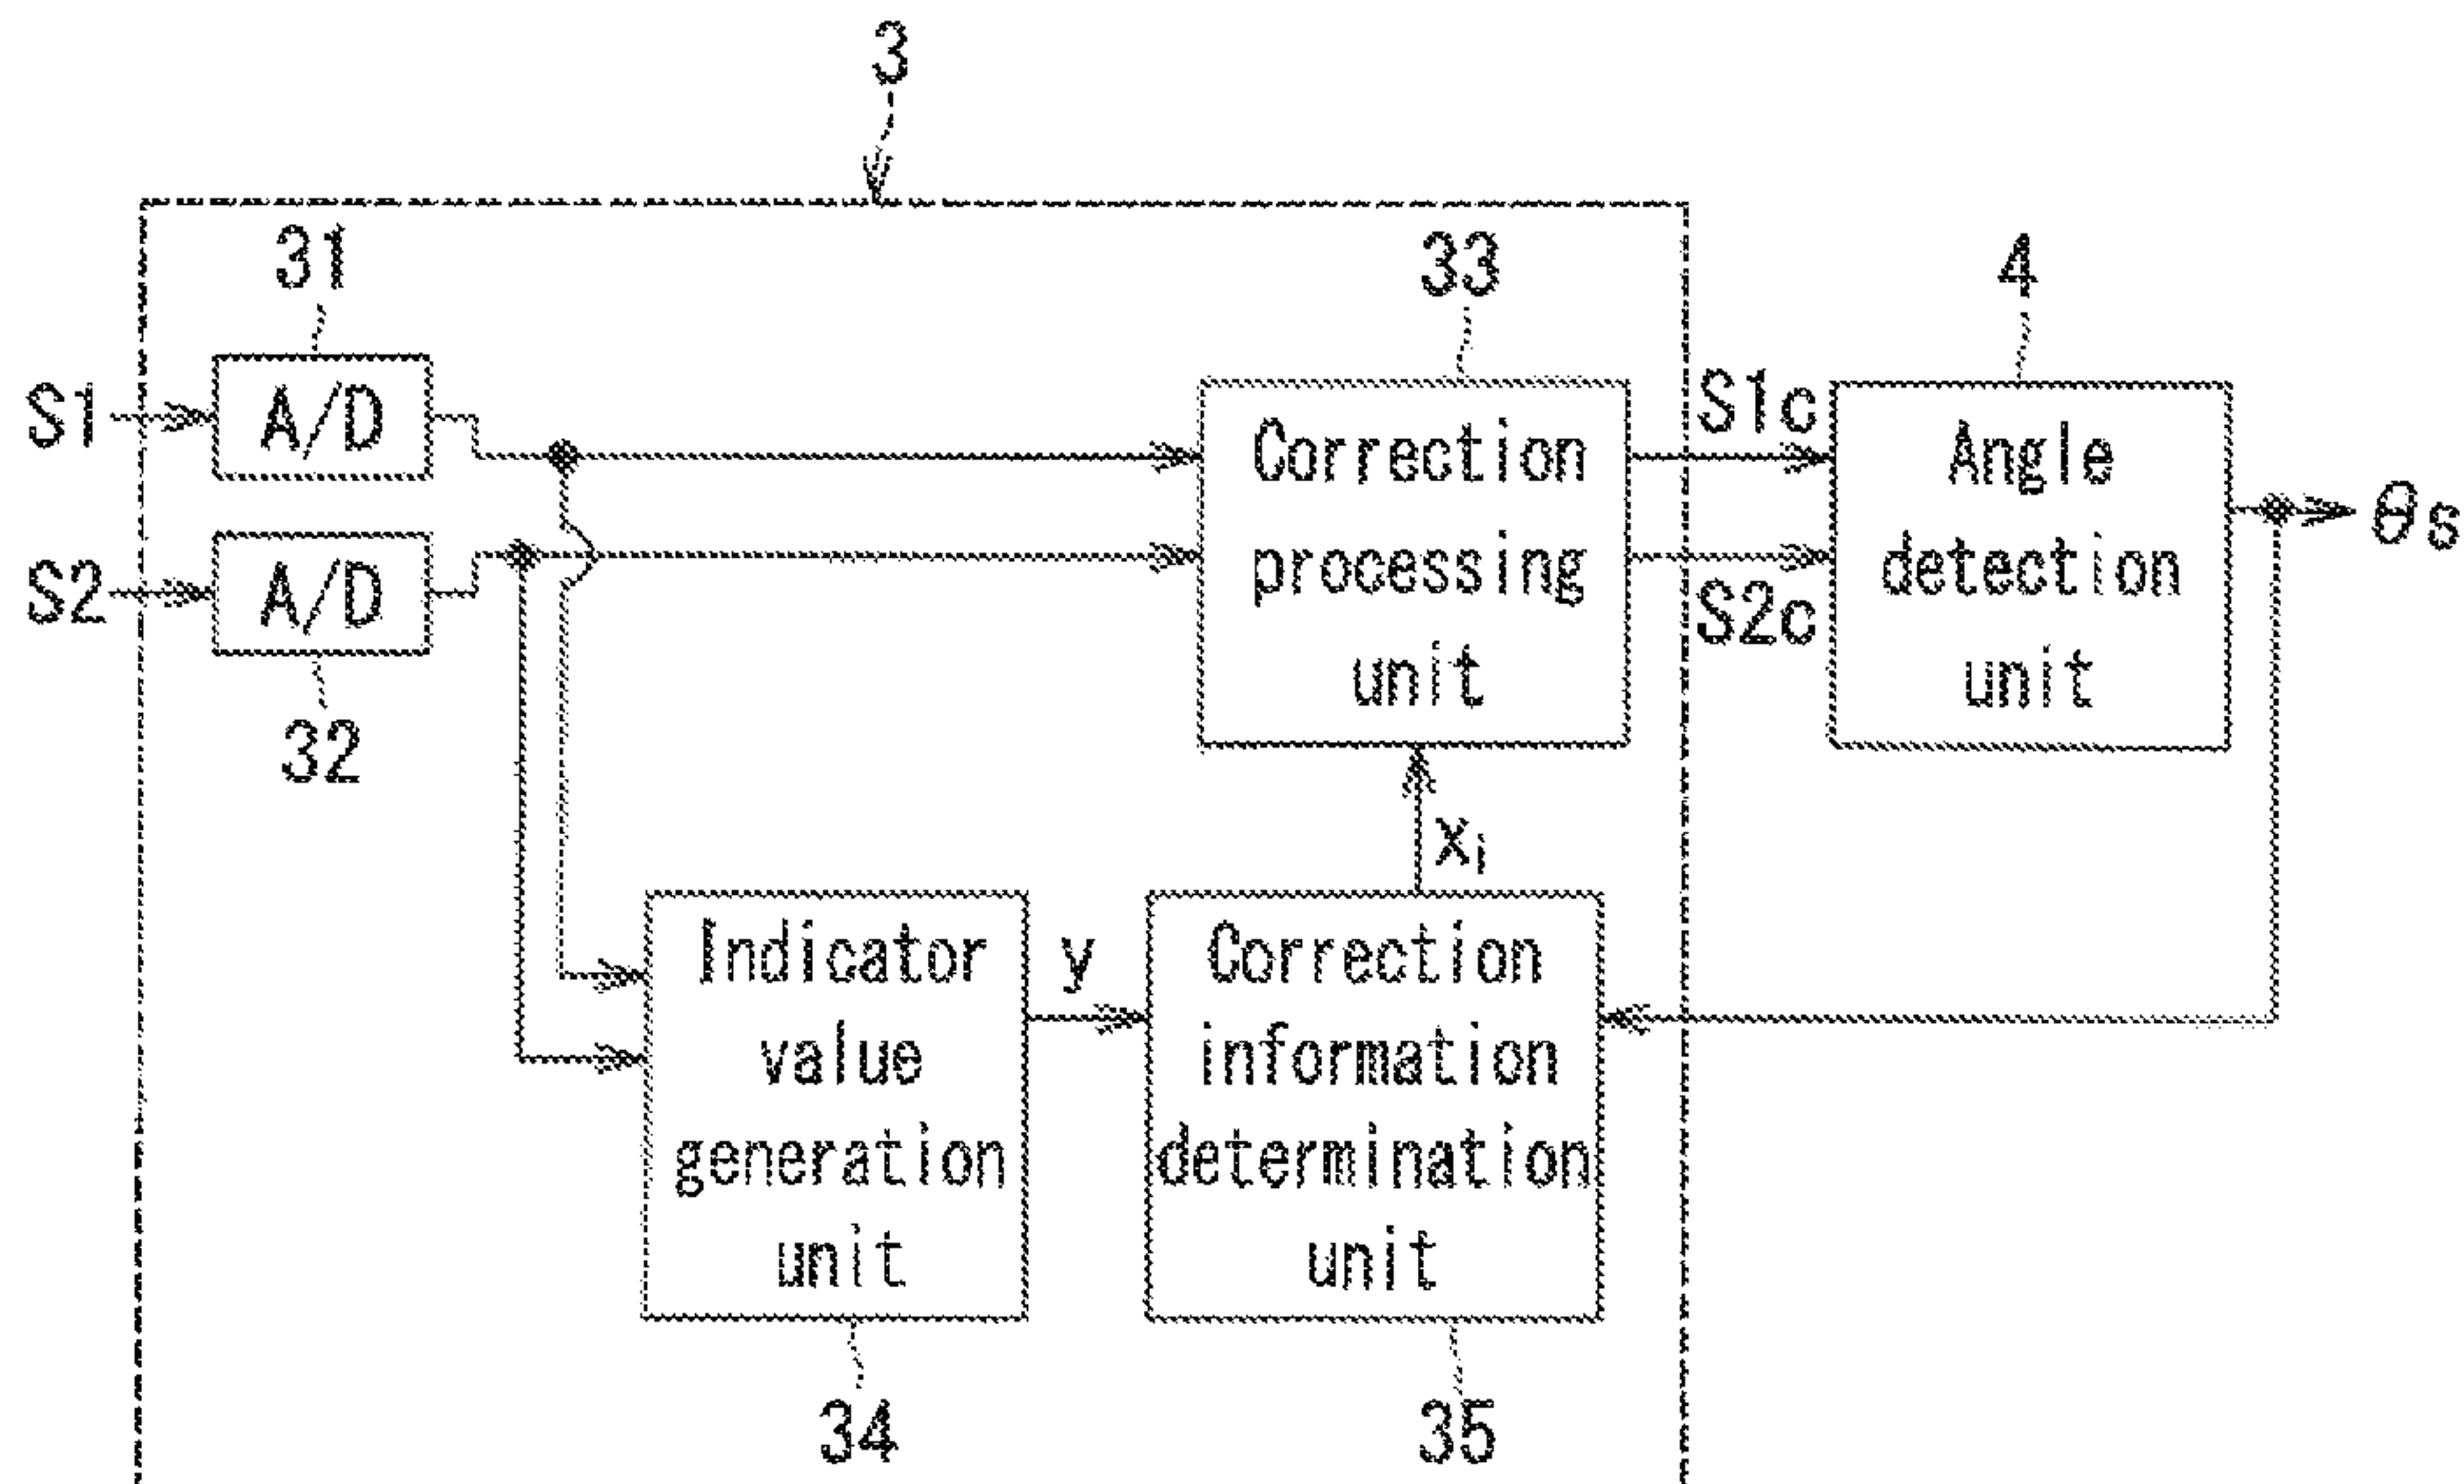 3
31
33
4
S1
A/D
S1c
Correction
processing
unit
Angle
detection
unit
θs
S2
A/D
S2c
32
xi
Indicator
value
generation
unit
y
Correction
information
determination
unit
34
35